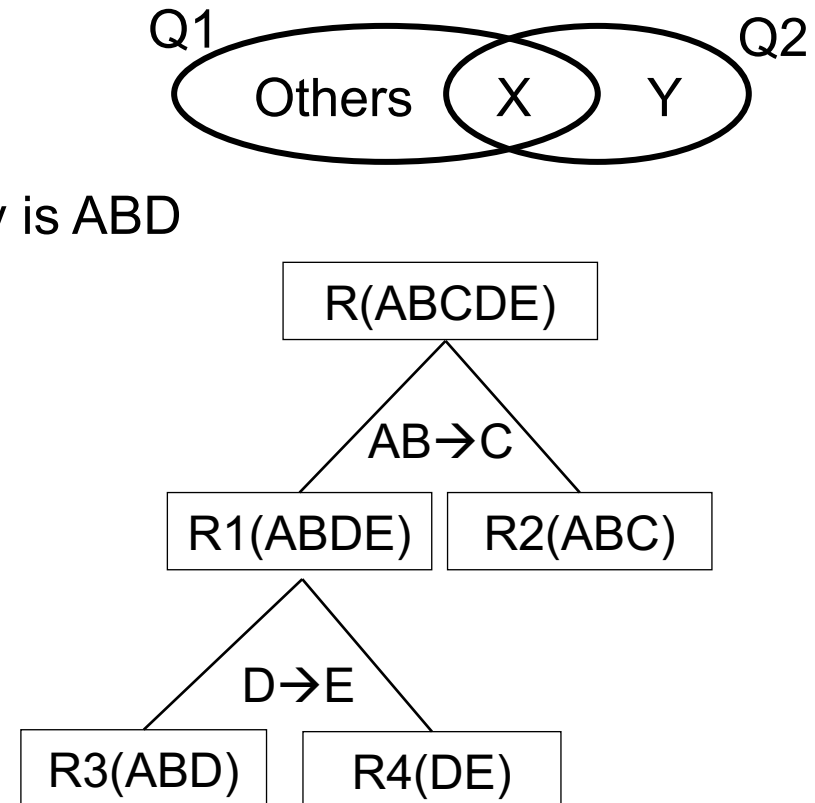 Q1 Q2
Others X Y
is ABD
R(ABCDE)
AB→C
R1(ABDE) R2(ABC)
D→E
R3(ABD) R4(DE)